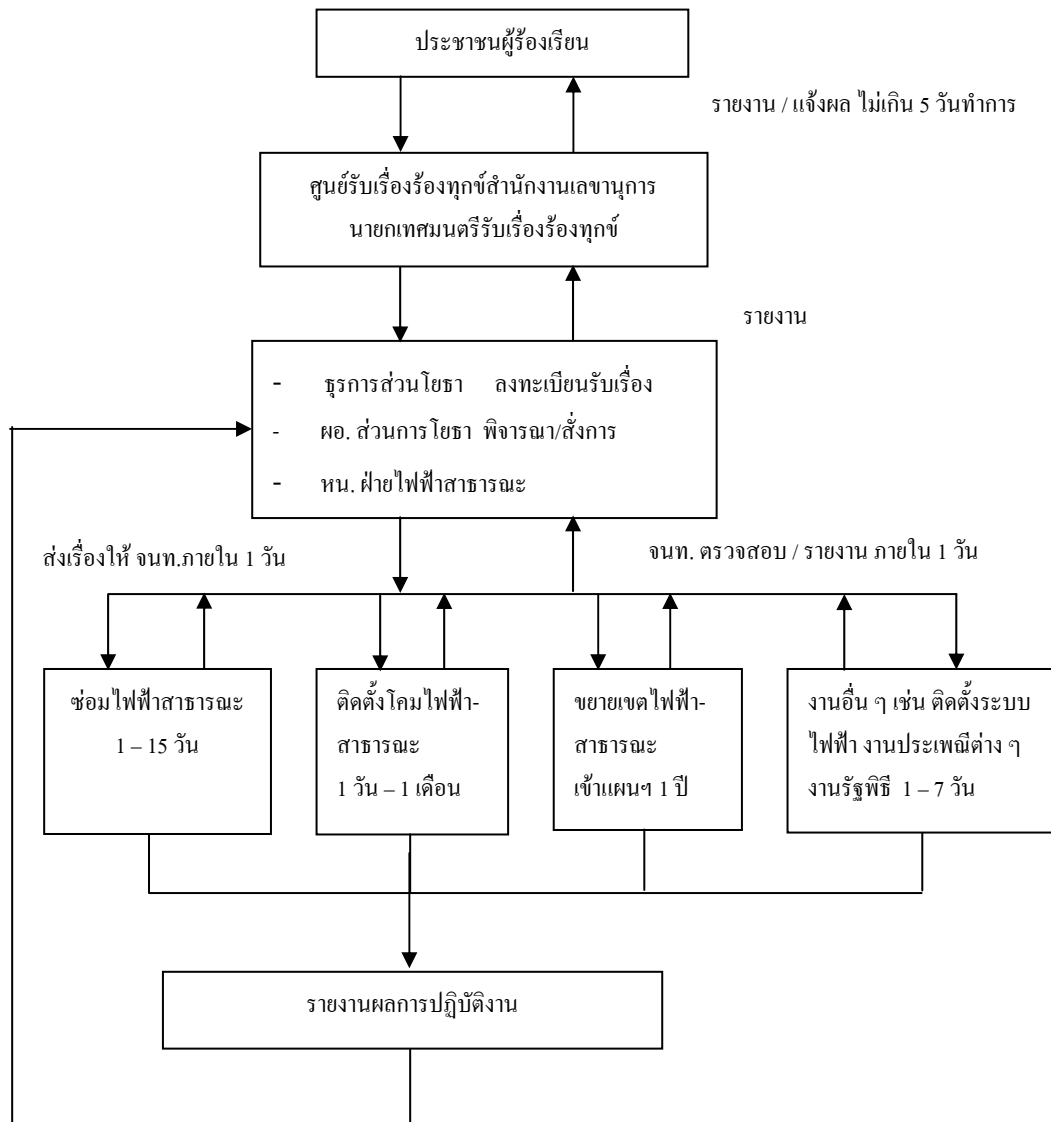 ประชาชนผู้ร้องเรียน
รายงาน / แจ้งผล ไม่เกิน 5 วันทำการ
ศูนย์รับเรื่องร้องทุกข์สำนักงานเลขานุการ
นายกเทศมนตรีรับเรื่องร้องทุกข์
รายงาน
- ธุรการส่วนโยธา ลงทะเบียนรับเรื่อง
- ผอ. ส่วนการโยธา พิจารณา/สั่งการ
- หน. ฝ่ายไฟฟ้าสาธารณะ
ส่งเรื่องให้ จนท.ภายใน 1 วัน
จนท. ตรวจสอบ / รายงาน ภายใน 1 วัน
ซ่อมไฟฟ้าสาธารณะ
1 – 15 วัน
ติดตั้งโคมไฟฟ้า-
สาธารณะ
1 วัน – 1 เดือน
ขยายเขตไฟฟ้า-
สาธารณะ
เข้าแผนฯ 1 ปี
งานอื่น ๆ เช่น ติดตั้งระบบ
ไฟฟ้า งานประเพณีต่าง ๆ
งานรัฐพิธี 1 – 7 วัน
รายงานผลการปฏิบัติงาน